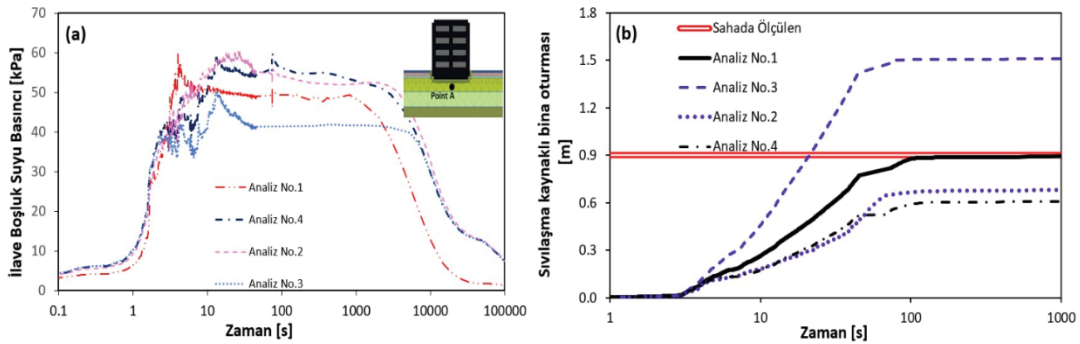 (a)
İlave Boşluk Suyu Basıncı [kPa]
70
60
50
40
30
20
10
0
Point A
Analiz No.1
Analiz No.4
Analiz No.2
Analiz No.3
0.1 1 10 100 1000 10000 100000
Zaman [s]
(b)
Sıvılaşma kaynaklı bina oturması
[m]
1.8
1.5
1.2
0.9
0.6
0.3
0.0
Sahada Ölçülen
Analiz No.1
Analiz No.3
Analiz No.2
Analiz No.4
1 10 100 1000
Zaman [s]